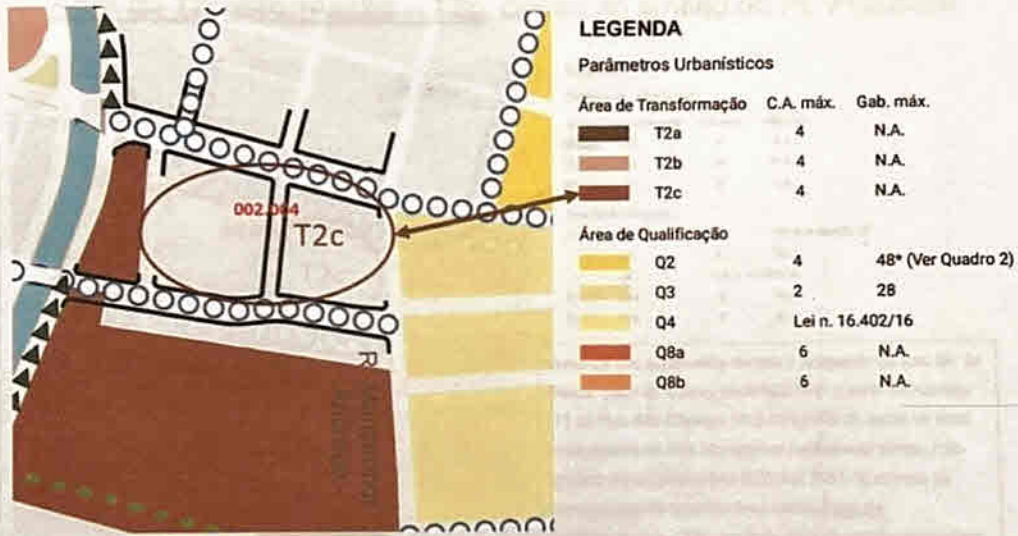 LEGENDA
Parâmetros Urbanísticos
Área de Transformação C.A. máx. Gab. máx.
T2a 4 N.A.
T2b 4 N.A.
T2c 4 N.A.
Área de Qualificação
Q2 4 48* (Ver Quadro 2)
Q3 2 28
Q4 Lei n. 16.402/16
Q8a 6 N.A.
Q8b 6 N.A.
002.064
T2c
R.